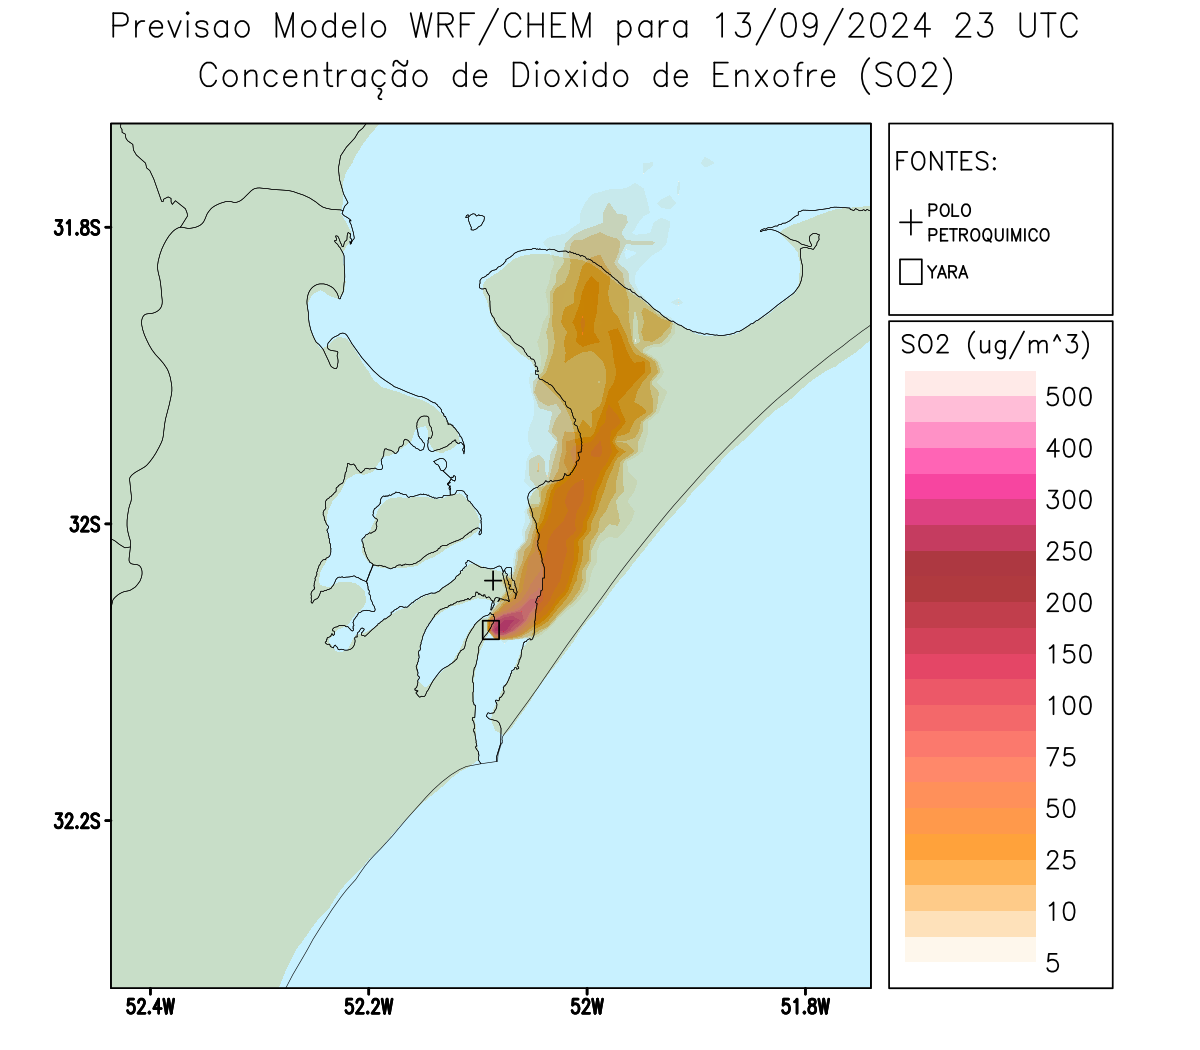 Previsao Modelo WRF/CHEM para 13/09/2024 23 UTC
Concentração de Dioxido de Enxofre (SO2)
FONTES:
POLO
PETROQUIMICO
YARA
31.8S
32S
32.2S
52.4W
52.2W
52W
51.8W
SO2 (ug/m^3)
500
400
300
250
200
150
100
75
50
25
10
5